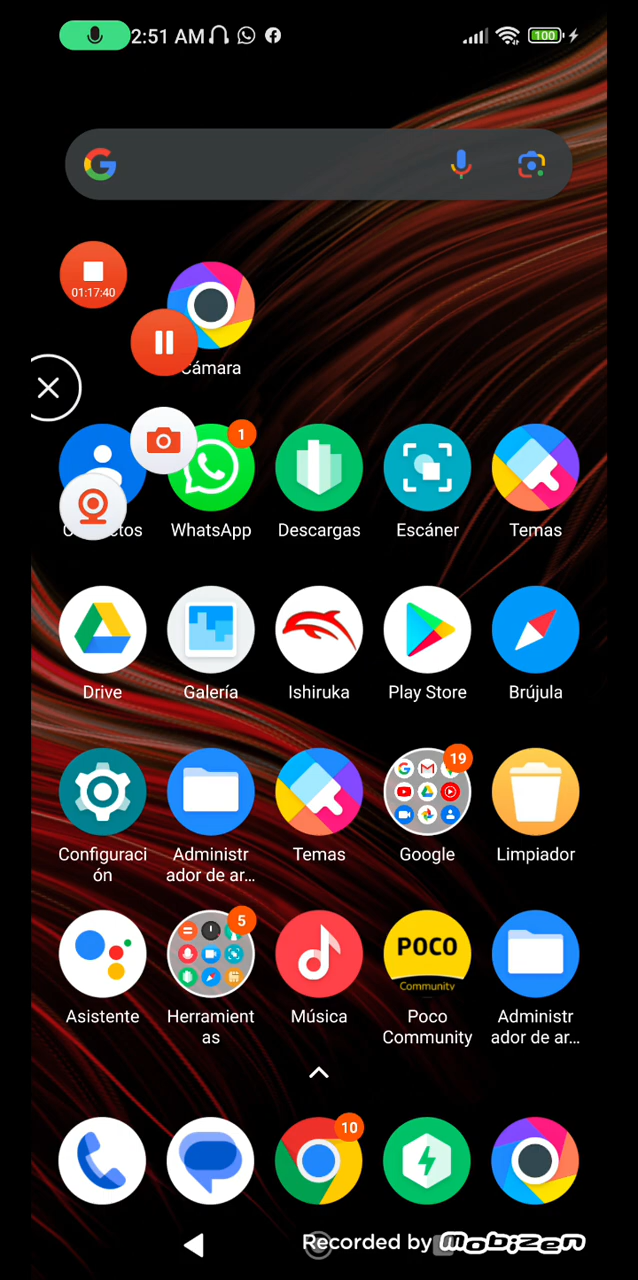 2:51 AM
100
01:17:40
Cámara
1
WhatsApp
Descargas
Escáner
Temas
Drive
Galería
Ishiruka
Play Store
Brújula
19
Configuraci
ón
Administr
ador de ar...
Temas
Google
Limpiador
5
POCO
Community
Asistente
Herramient
as
Música
Poco
Community
Administr
ador de ar...
10
Recorded by mobizen